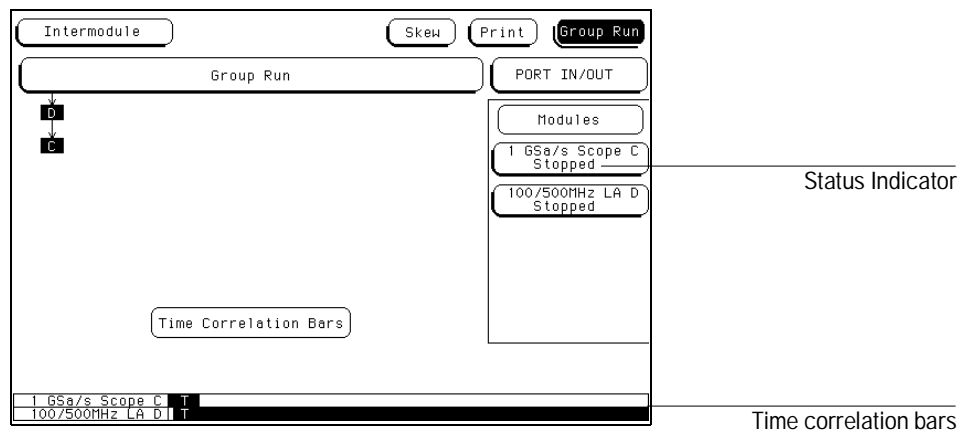 Intermodule
Skew
Print
Group Run
Group Run
PORT IN/OUT
D
C
Modules
1 GSa/s Scope C
Stopped
100/500MHz LA D
Stopped
Status Indicator
Time Correlation Bars
1 GSa/s Scope C T
100/500MHz LA D T
Time correlation bars